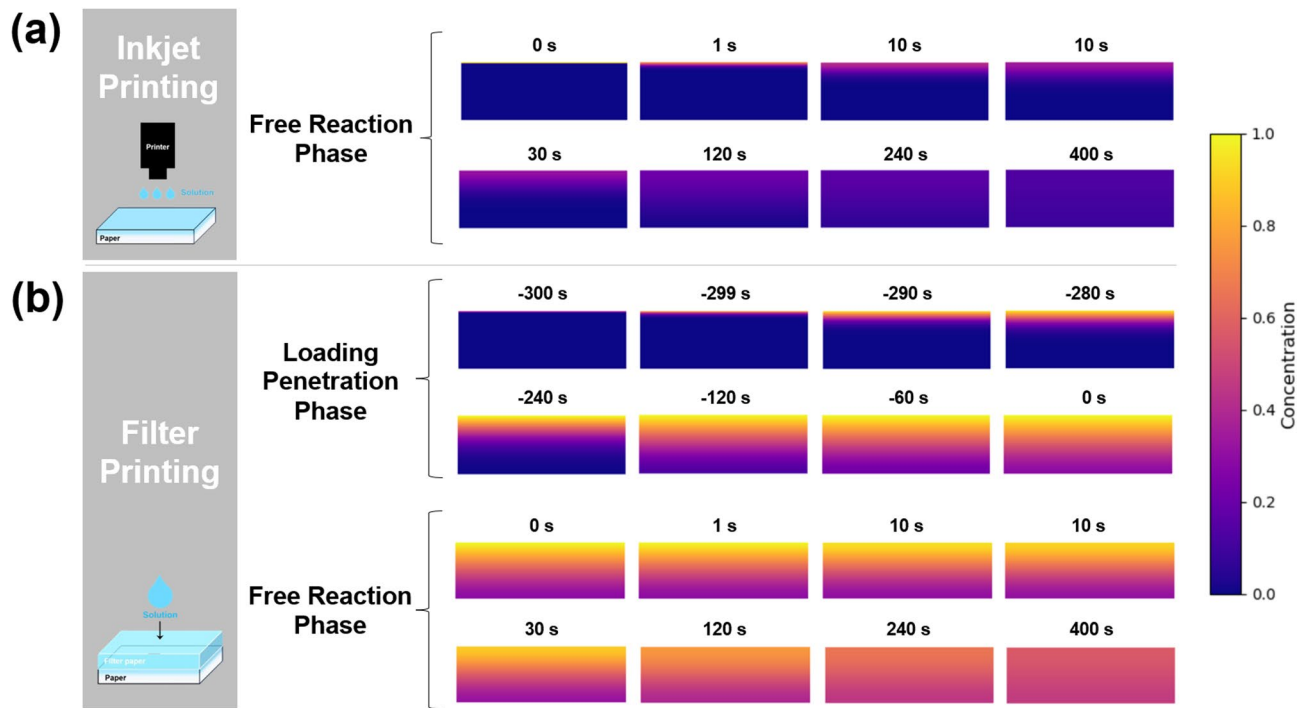 (a)
Inkjet
Printing
Printer
Solution
Paper
Free Reaction
Phase
0 s
1 s
10 s
10 s
30 s
120 s
240 s
400 s
(b)
Filter
Printing
Solution
Filter paper
Paper
Loading
Penetration
Phase
-300 s
-299 s
-290 s
-280 s
-240 s
-120 s
-60 s
0 s
Free Reaction
Phase
0 s
1 s
10 s
10 s
30 s
120 s
240 s
400 s
1.0
0.8
0.6
0.4
0.2
0.0
Concentration